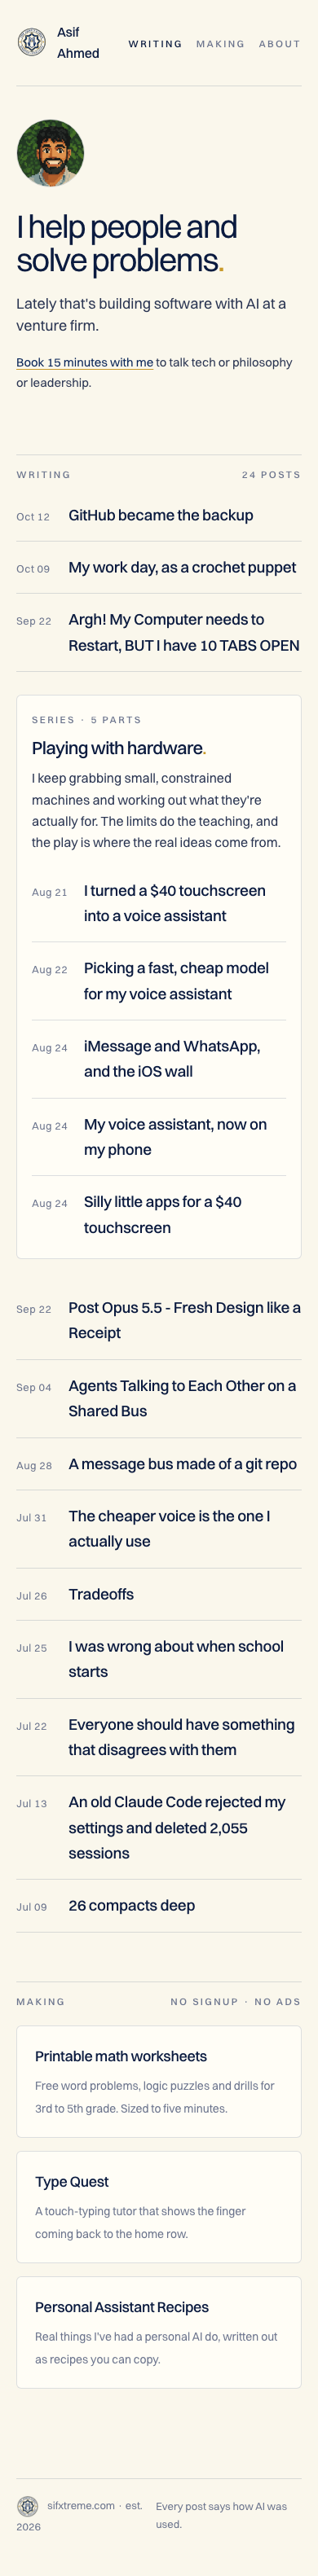 Asif
Ahmed
WRITING MAKING ABOUT
I help people and
solve problems.
Lately that's building software with AI at a
venture firm.
Book 15 minutes with me to talk tech or philosophy
or leadership.
WRITING 24 POSTS
Oct 12 GitHub became the backup
Oct 09 My work day, as a crochet puppet
Sep 22 Argh! My Computer needs to
Restart, BUT I have 10 TABS OPEN
SERIES · 5 PARTS
Playing with hardware.
I keep grabbing small, constrained
machines and working out what they're
actually for. The limits do the teaching, and
the play is where the real ideas come from.
Aug 21 I turned a $40 touchscreen
into a voice assistant
Aug 22 Picking a fast, cheap model
for my voice assistant
Aug 24 iMessage and WhatsApp,
and the iOS wall
Aug 24 My voice assistant, now on
my phone
Aug 24 Silly little apps for a $40
touchscreen
Sep 22 Post Opus 5.5 - Fresh Design like a
Receipt
Sep 04 Agents Talking to Each Other on a
Shared Bus
Aug 28 A message bus made of a git repo
Jul 31 The cheaper voice is the one I
actually use
Jul 26 Tradeoffs
Jul 25 I was wrong about when school
starts
Jul 22 Everyone should have something
that disagrees with them
Jul 13 An old Claude Code rejected my
settings and deleted 2,055
sessions
Jul 09 26 compacts deep
MAKING NO SIGNUP · NO ADS
Printable math worksheets
Free word problems, logic puzzles and drills for
3rd to 5th grade. Sized to five minutes.
Type Quest
A touch-typing tutor that shows the finger
coming back to the home row.
Personal Assistant Recipes
Real things I've had a personal AI do, written out
as recipes you can copy.
sifxtreme.com · est.
2026
Every post says how AI was
used.